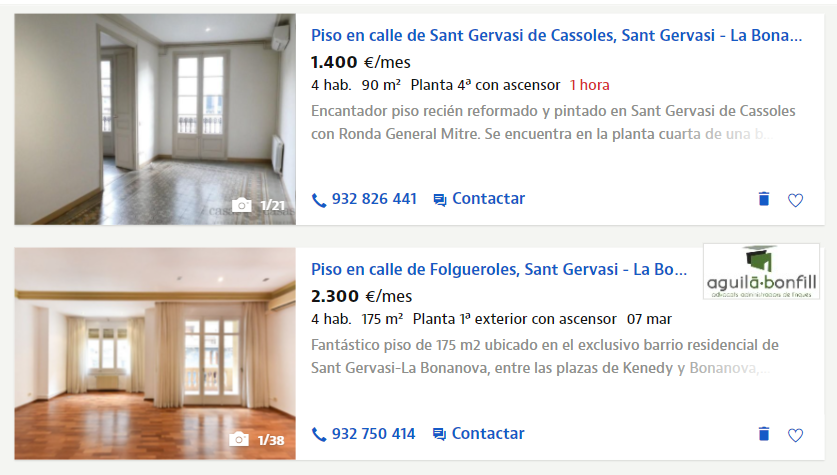 Piso en calle de Sant Gervasi de Cassoles, Sant Gervasi - La Bona...
1.400 €/mes
4 hab. 90 m² Planta 4ª con ascensor 1 hora
Encantador piso recién reformado y pintado en Sant Gervasi de Cassoles
con Ronda General Mitre. Se encuentra en la planta cuarta de una b...
1/21
932 826 441 Contactar
Piso en calle de Folgueroles, Sant Gervasi - La Bo...
aguilà·bonfill
advocats·administradors de finques
2.300 €/mes
4 hab. 175 m² Planta 1ª exterior con ascensor 07 mar
Fantástico piso de 175 m2 ubicado en el exclusivo barrio residencial de
Sant Gervasi-La Bonanova, entre las plazas de Kenedy y Bonanova,...
1/38
932 750 414 Contactar